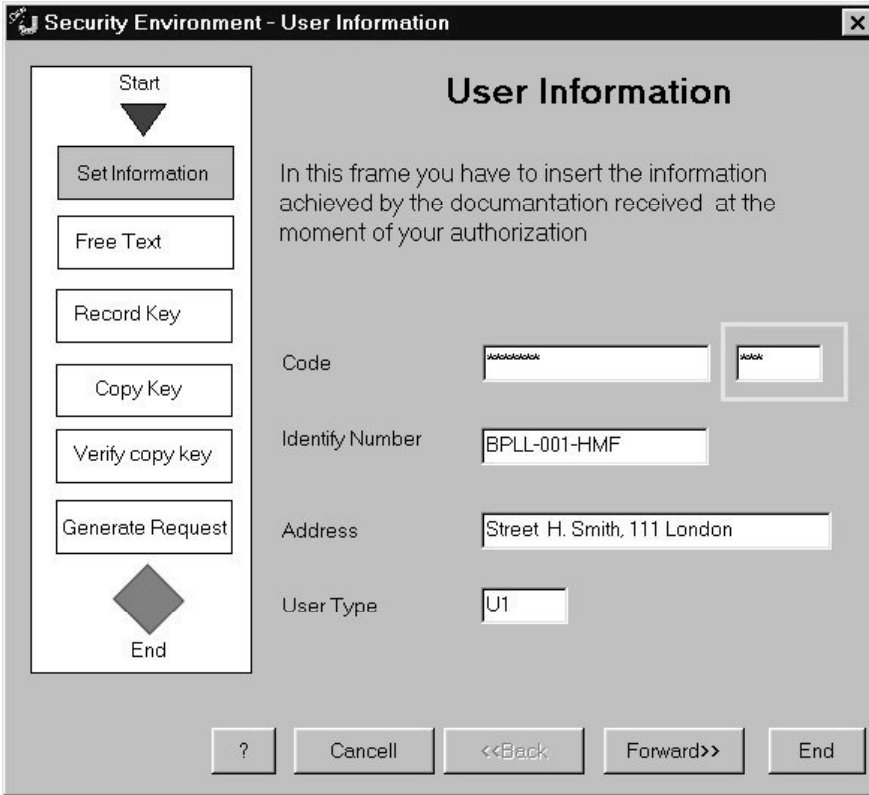 Security Environment - User Information
Start
Set Information
Free Text
Record Key
Copy Key
Verify copy key
Generate Request
End
User Information
In this frame you have to insert the information
achieved by the documantation received at the
moment of your authorization
Code ******** ***
Identify Number BPLL-001-HMF
Address Street H. Smith, 111 London
User Type U1
? Cancell <<Back Forward>> End